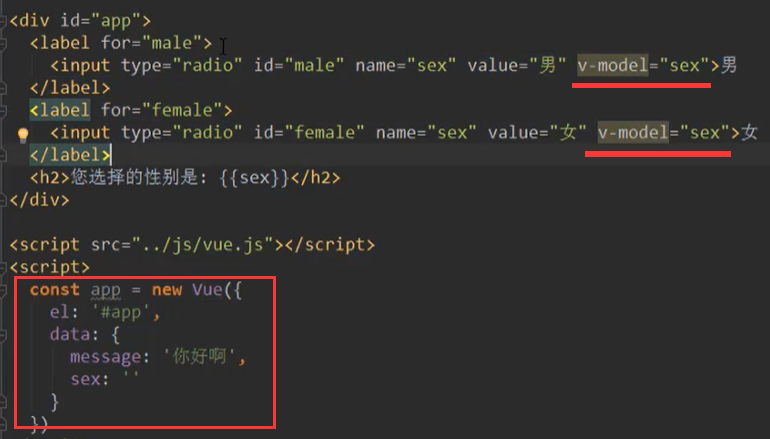 <div id="app">
<label for="male">
<input type="radio" id="male" name="sex" value="男" v-model="sex">男
</label>
<label for="female">
<input type="radio" id="female" name="sex" value="女" v-model="sex">女
</label>
<h2>您选择的性别是: {{sex}}</h2>
</div>
<script src="../js/vue.js"></script>
<script>
const app = new Vue({
el: '#app',
data: {
message: '你好啊',
sex: ''
}
})